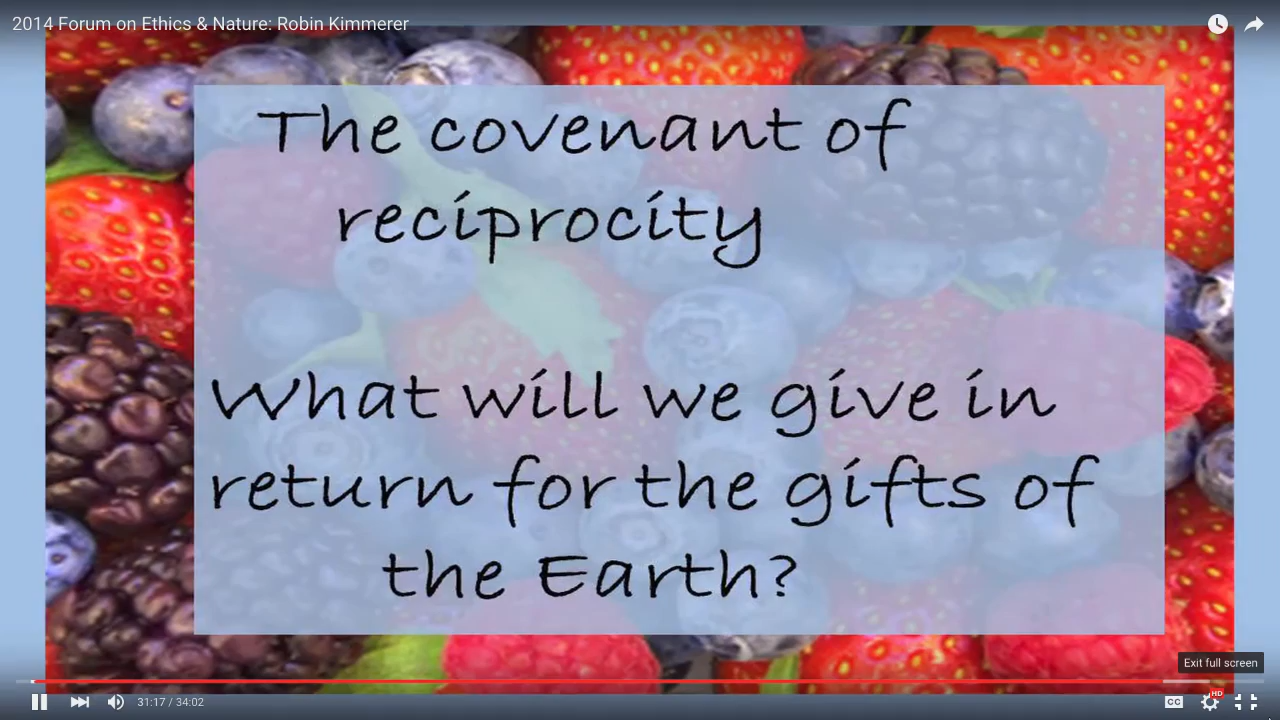 2014 Forum on Ethics & Nature: Robin Kimmerer
The covenant of
reciprocity
What will we give in
return for the gifts of
the Earth?
Exit full screen
31:17 / 34:02
CC
HD